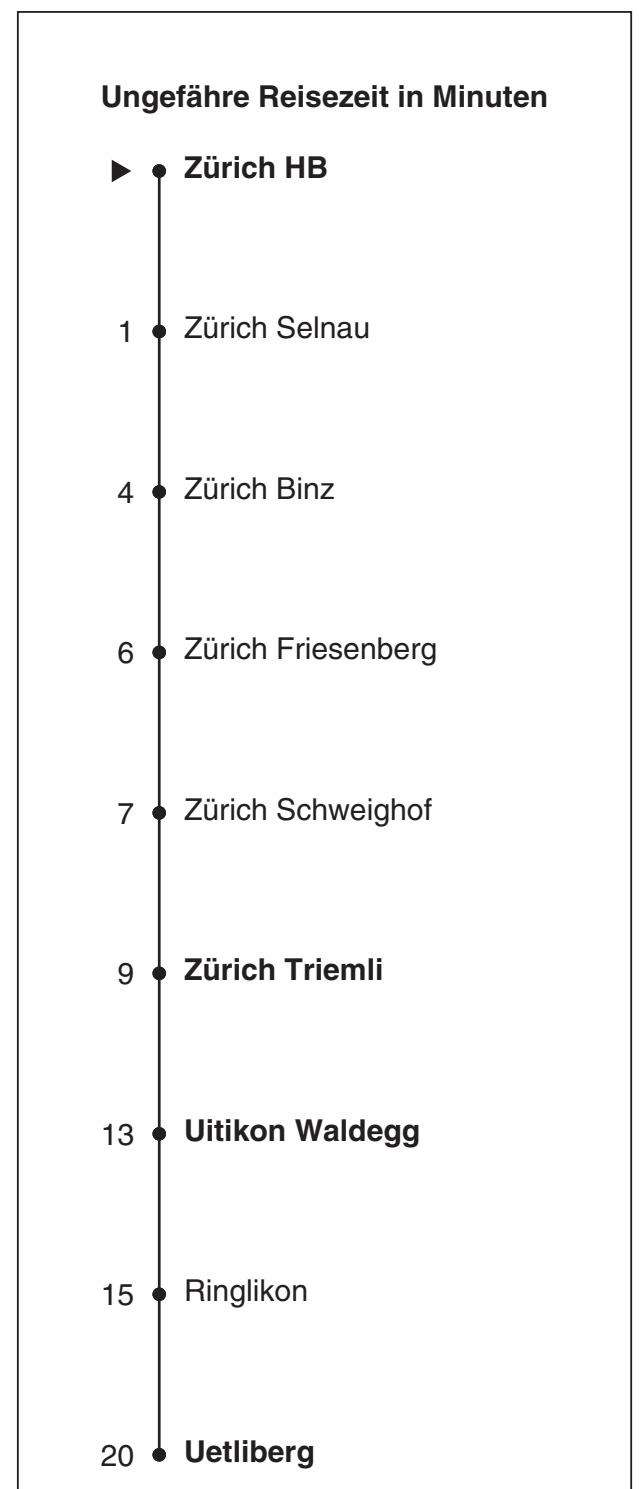 Ungefähre Reisezeit in Minuten
Zürich HB
1 Zürich Selnau
4 Zürich Binz
6 Zürich Friesenberg
7 Zürich Schweighof
9 Zürich Triemli
13 Uitikon Waldegg
15 Ringlikon
20 Uetliberg